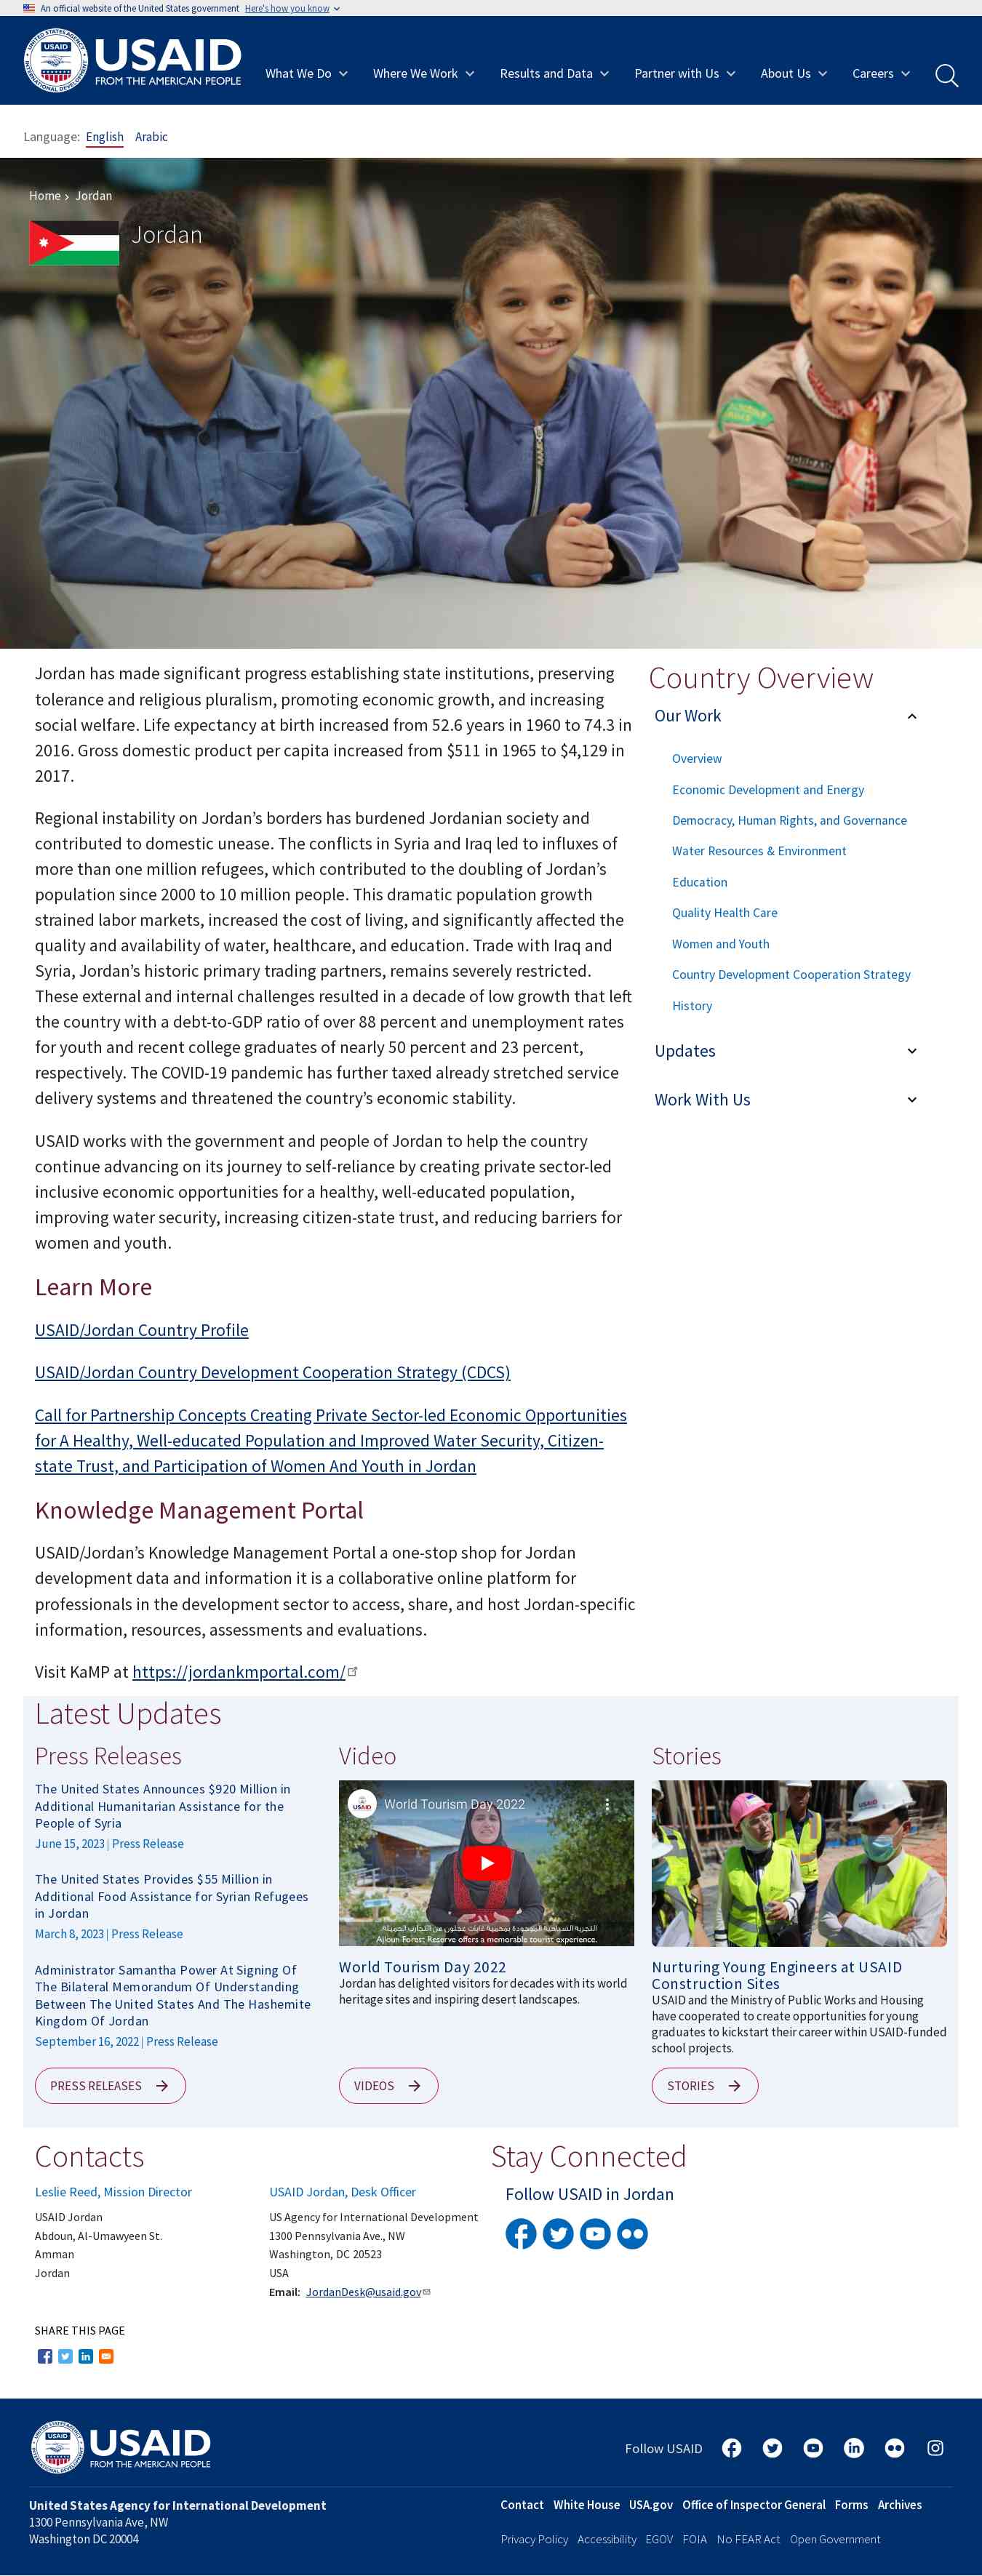 An official website of the United States government Here's how you know
USAID
FROM THE AMERICAN PEOPLE
What We Do
Where We Work
Results and Data
Partner with Us
About Us
Careers
Language: English Arabic
Home › Jordan
Jordan
Jordan has made significant progress establishing state institutions, preserving
tolerance and religious pluralism, promoting economic growth, and increasing
social welfare. Life expectancy at birth increased from 52.6 years in 1960 to 74.3 in
2016. Gross domestic product per capita increased from $511 in 1965 to $4,129 in
2017.
Regional instability on Jordan’s borders has burdened Jordanian society and
contributed to domestic unease. The conflicts in Syria and Iraq led to influxes of
more than one million refugees, which contributed to the doubling of Jordan’s
population since 2000 to 10 million people. This dramatic population growth
strained labor markets, increased the cost of living, and significantly affected the
quality and availability of water, healthcare, and education. Trade with Iraq and
Syria, Jordan’s historic primary trading partners, remains severely restricted.
These external and internal challenges resulted in a decade of low growth that left
the country with a debt-to-GDP ratio of over 88 percent and unemployment rates
for youth and recent college graduates of nearly 50 percent and 23 percent,
respectively. The COVID-19 pandemic has further taxed already stretched service
delivery systems and threatened the country’s economic stability.
USAID works with the government and people of Jordan to help the country
continue advancing on its journey to self-reliance by creating private sector-led
inclusive economic opportunities for a healthy, well-educated population,
improving water security, increasing citizen-state trust, and reducing barriers for
women and youth.
Learn More
USAID/Jordan Country Profile
USAID/Jordan Country Development Cooperation Strategy (CDCS)
Call for Partnership Concepts Creating Private Sector-led Economic Opportunities
for A Healthy, Well-educated Population and Improved Water Security, Citizen-
state Trust, and Participation of Women And Youth in Jordan
Knowledge Management Portal
USAID/Jordan’s Knowledge Management Portal a one-stop shop for Jordan
development data and information it is a collaborative online platform for
professionals in the development sector to access, share, and host Jordan-specific
information, resources, assessments and evaluations.
Visit KaMP at https://jordankmportal.com/
Country Overview
Our Work
Overview
Economic Development and Energy
Democracy, Human Rights, and Governance
Water Resources & Environment
Education
Quality Health Care
Women and Youth
Country Development Cooperation Strategy
History
Updates
Work With Us
Latest Updates
Press Releases
The United States Announces $920 Million in
Additional Humanitarian Assistance for the
People of Syria
June 15, 2023 | Press Release
The United States Provides $55 Million in
Additional Food Assistance for Syrian Refugees
in Jordan
March 8, 2023 | Press Release
Administrator Samantha Power At Signing Of
The Bilateral Memorandum Of Understanding
Between The United States And The Hashemite
Kingdom Of Jordan
September 16, 2022 | Press Release
PRESS RELEASES
Video
USAID
World Tourism Day 2022
التجربة السياحية الموجودة بمحمية غابات عجلون من التجارب الجميلة
Ajloun Forest Reserve offers a memorable tourist experience.
World Tourism Day 2022
Jordan has delighted visitors for decades with its world
heritage sites and inspiring desert landscapes.
VIDEOS
Stories
Nurturing Young Engineers at USAID
Construction Sites
USAID and the Ministry of Public Works and Housing
have cooperated to create opportunities for young
graduates to kickstart their career within USAID-funded
school projects.
STORIES
Contacts
Leslie Reed, Mission Director
USAID Jordan
Abdoun, Al-Umawyeen St.
Amman
Jordan
USAID Jordan, Desk Officer
US Agency for International Development
1300 Pennsylvania Ave., NW
Washington, DC 20523
USA
Email: JordanDesk@usaid.gov
Stay Connected
Follow USAID in Jordan
SHARE THIS PAGE
USAID
FROM THE AMERICAN PEOPLE
Follow USAID
United States Agency for International Development
1300 Pennsylvania Ave, NW
Washington DC 20004
Contact White House USA.gov Office of Inspector General Forms Archives
Privacy Policy Accessibility EGOV FOIA No FEAR Act Open Government